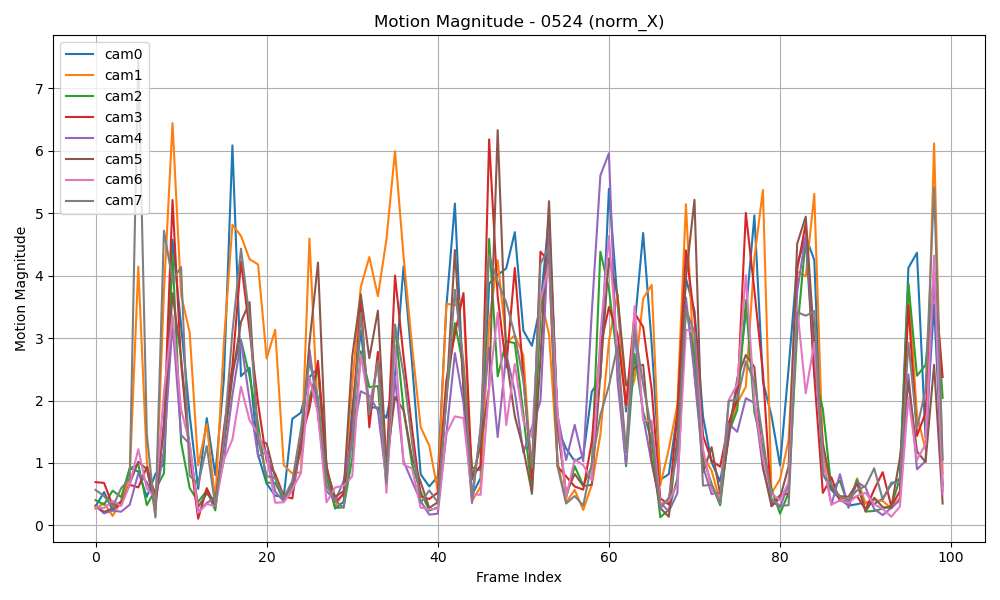 Motion Magnitude - 0524 (norm_X)
cam0
cam1
cam2
cam3
cam4
cam5
cam6
cam7
Motion Magnitude
7
6
5
4
3
2
1
0
0 20 40 60 80 100
Frame Index